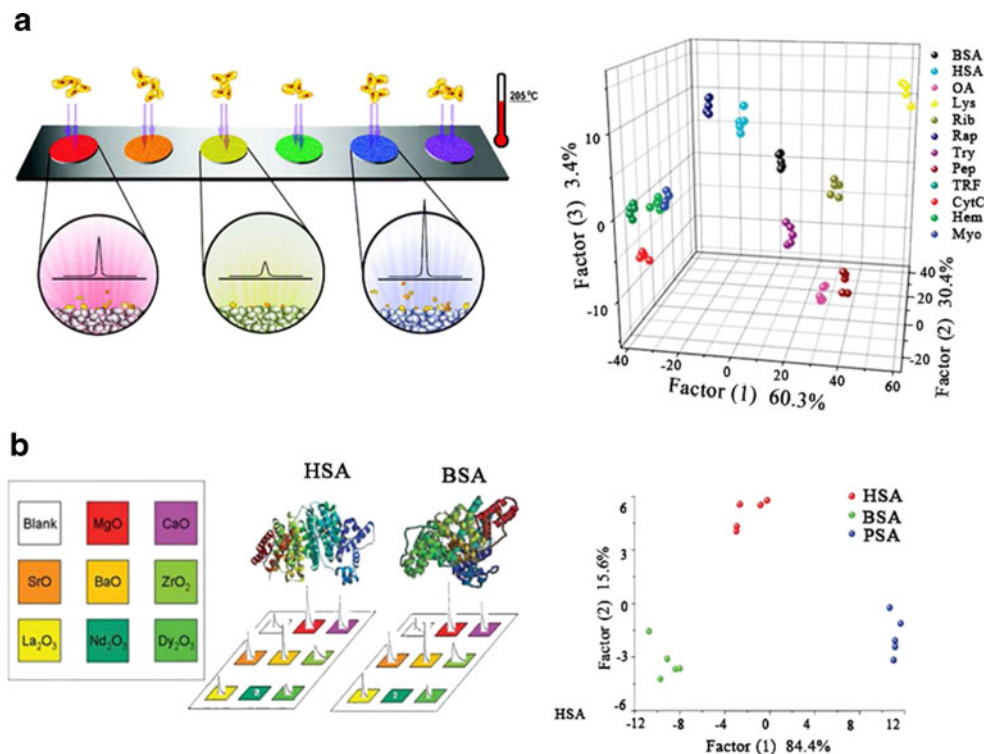 a
205 °C
10
0
-10
Factor (3) 3.4%
-40
-20
0
20
40
60
Factor (1) 60.3%
40
20
0
-20
Factor (2) 30.4%
BSA
HSA
OA
Lys
Rib
Rap
Try
Pep
TRF
CytC
Hem
Myo
b
Blank MgO CaO
SrO BaO ZrO₂
La₂O₃ Nd₂O₃ Dy₂O₃
HSA BSA
6
3
0
-3
-6
Factor (2) 15.6%
HSA
BSA
PSA
HSA
-12 -8 -4 0 4 8 12
Factor (1) 84.4%